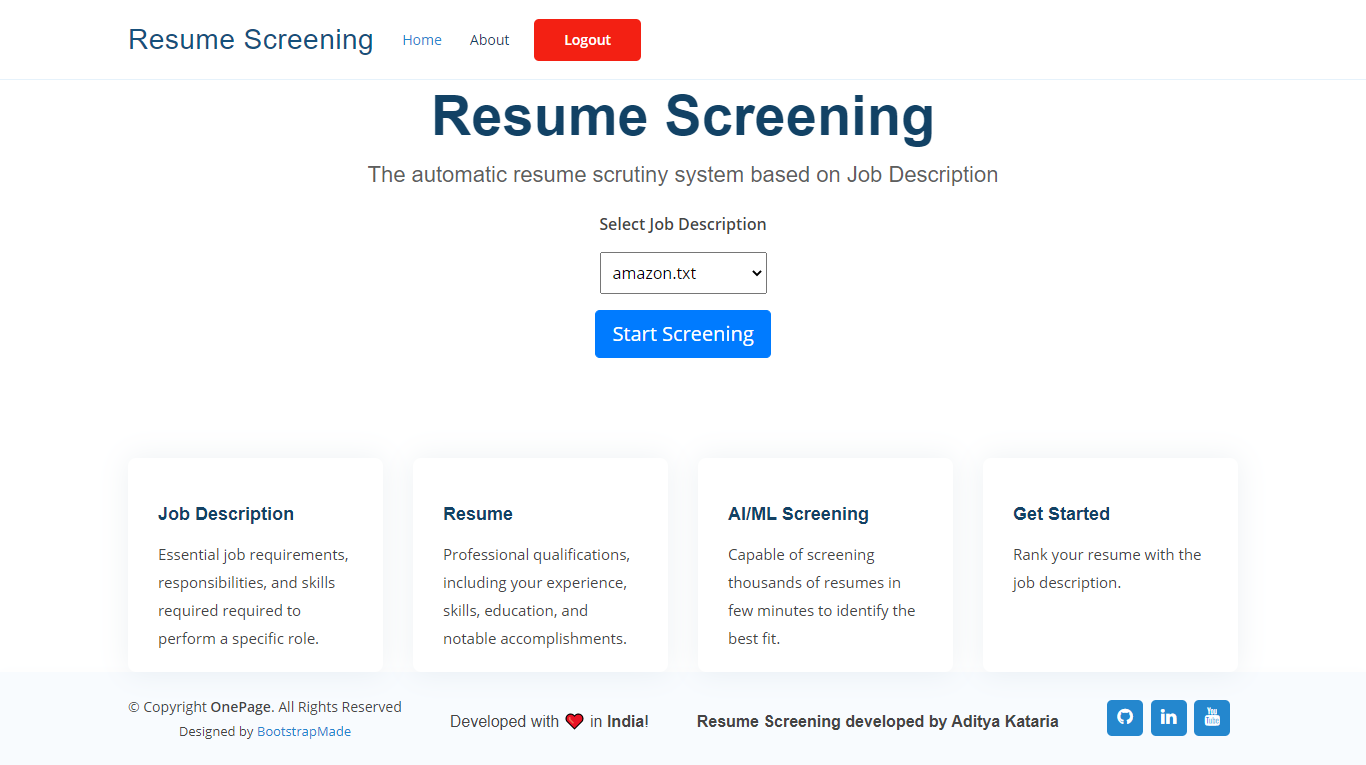 Resume Screening
Home
About
Logout
Resume Screening
The automatic resume scrutiny system based on Job Description
Select Job Description
amazon.txt
Start Screening
Job Description
Essential job requirements,
responsibilities, and skills
required required to
perform a specific role.
Resume
Professional qualifications,
including your experience,
skills, education, and
notable accomplishments.
AI/ML Screening
Capable of screening
thousands of resumes in
few minutes to identify the
best fit.
Get Started
Rank your resume with the
job description.
© Copyright OnePage. All Rights Reserved
Designed by BootstrapMade
Developed with ❤ in India!
Resume Screening developed by Aditya Kataria
in
You
Tube